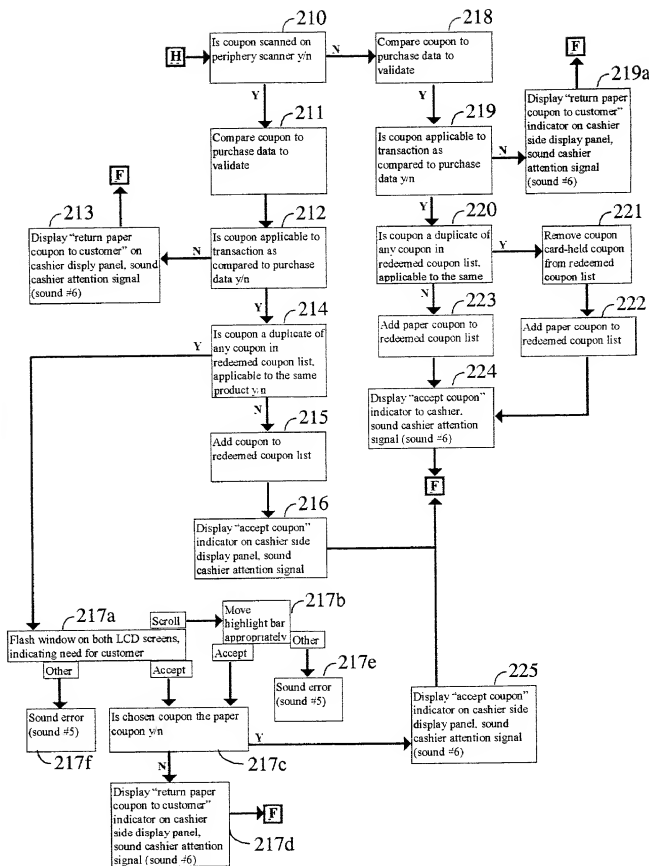 210
H
Is coupon scanned on
periphery scanner y/n
N
Y
218
Compare coupon to
purchase data to
validate
Y
F
219a
Display "return paper
coupon to customer"
indicator on cashier
side display panel,
sound cashier
attention signal
(sound #6)
211
Compare coupon to
purchase data to
validate
219
Is coupon applicable to
transaction as
compared to purchase
data y/n
N
Y
F
213
Display "return paper
coupon to customer" on
cashier disply panel, sound
cashier attention signal
(sound #6)
N
212
Is coupon applicable to
transaction as
compared to purchase
data y/n
Y
220
Is coupon a duplicate of
any coupon in
redeemed coupon list,
applicable to the same
Y
N
221
Remove coupon
card-held coupon
from redeemed
coupon list
222
Add paper coupon to
redeemed coupon list
214
Is coupon a duplicate of
any coupon in
redeemed coupon list,
applicable to the same
product y/n
Y
N
223
Add paper coupon to
redeemed coupon list
224
Display "accept coupon"
indicator to cashier,
sound cashier attention
signal (sound #6)
F
215
Add coupon to
redeemed coupon list
216
Display "accept coupon"
indicator on cashier side
display panel, sound
cashier attention signal
217a
Flash window on both LCD screens,
indicating need for customer
Scroll
Other
Accept
217b
Move
highlight bar
appropriately
Other
Accept
217e
Sound error
(sound #5)
Sound error
(sound #5)
217f
Is chosen coupon the paper
coupon y/n
217c
Y
N
225
Display "accept coupon"
indicator on cashier side
display panel, sound
cashier attention signal
(sound #6)
Display "return paper
coupon to customer"
indicator on cashier
side display panel,
sound cashier attention
signal (sound #6)
217d
F